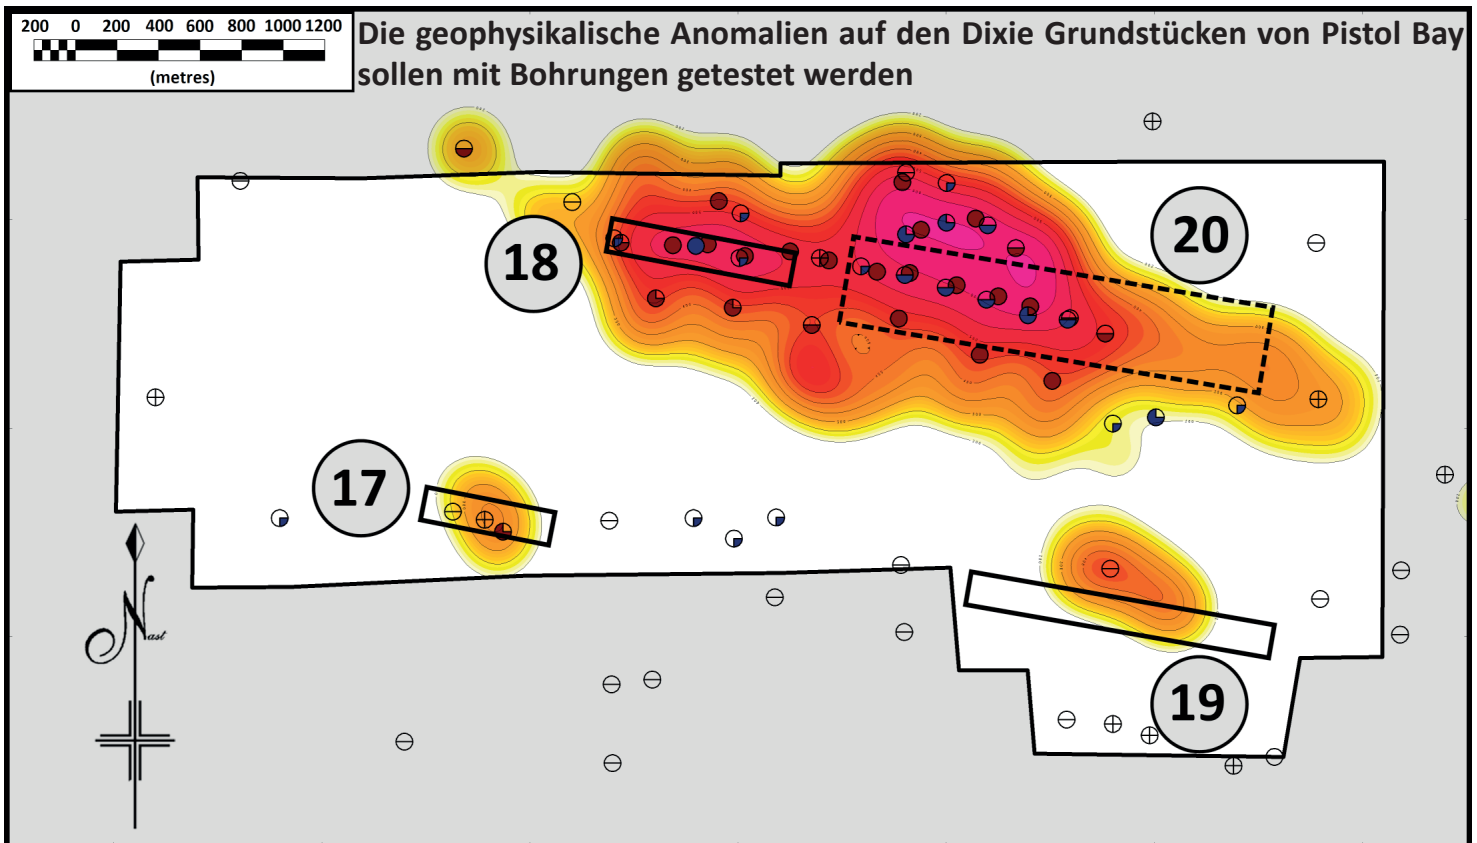 200 0 200 400 600 800 1000 1200
(metres)
Die geophysikalische Anomalien auf den Dixie Grundstücken von Pistol Bay
sollen mit Bohrungen getestet werden
20
18
17
19
Nast